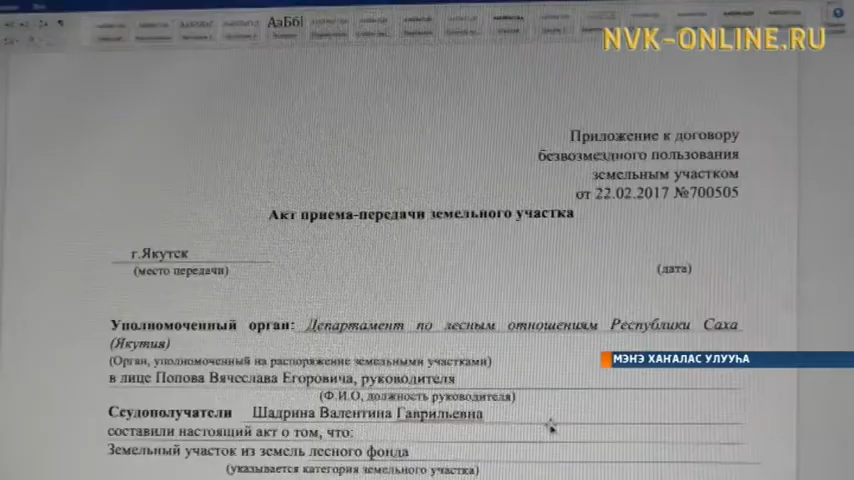 АаБбІ
NVK-ONLINE.RU
Приложение к договору
безвозмездного пользования
земельным участком
от 22.02.2017 №700505
Акт приема-передачи земельного участка
г.Якутск
(место передачи)
(дата)
Уполномоченный орган: Департамент по лесным отношениям Республики Саха
(Якутия)
(Орган, уполномоченный на распоряжение земельными участками)
МЭҤЭ ХАҤАЛАС УЛУУҺА
в лице Попова Вячеслава Егоровича, руководителя
(Ф.И.О, должность руководителя)
Ссудополучатели Шадрина Валентина Гаврильевна
составили настоящий акт о том, что:
Земельный участок из земель лесного фонда
(указывается категория земельного участка)